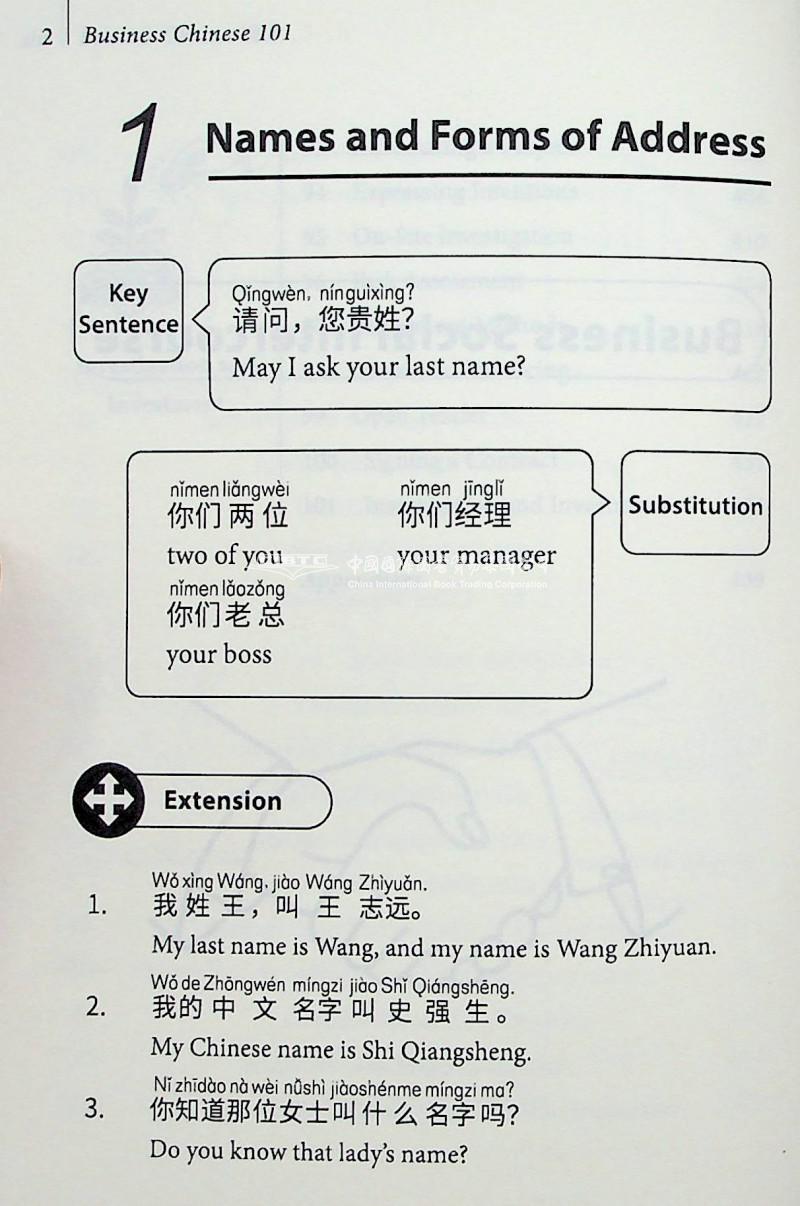 2 Business Chinese 101
1 Names and Forms of Address
Key
Sentence
Qǐngwèn, nínguìxìng?
请问，您贵姓？
May I ask your last name?
nǐmen liǎngwèi
你们 两 位
two of you
nǐmen jīnglǐ
你们经理
your manager
nǐmen lǎozǒng
你们老 总
your boss
Substitution
China International Book Trading Corporation
Extension
Wǒ xìng Wáng, jiào Wáng Zhìyuǎn.
1. 我 姓 王，叫 王 志远。
My last name is Wang, and my name is Wang Zhiyuan.
Wǒ de Zhōngwén míngzi jiào Shǐ Qiángshēng.
2. 我的 中 文 名字 叫 史 强 生。
My Chinese name is Shi Qiangsheng.
Nǐ zhīdào nà wèi nǚshì jiàoshénme míngzi ma?
3. 你知道那位女士叫 什 么 名字 吗？
Do you know that lady's name?